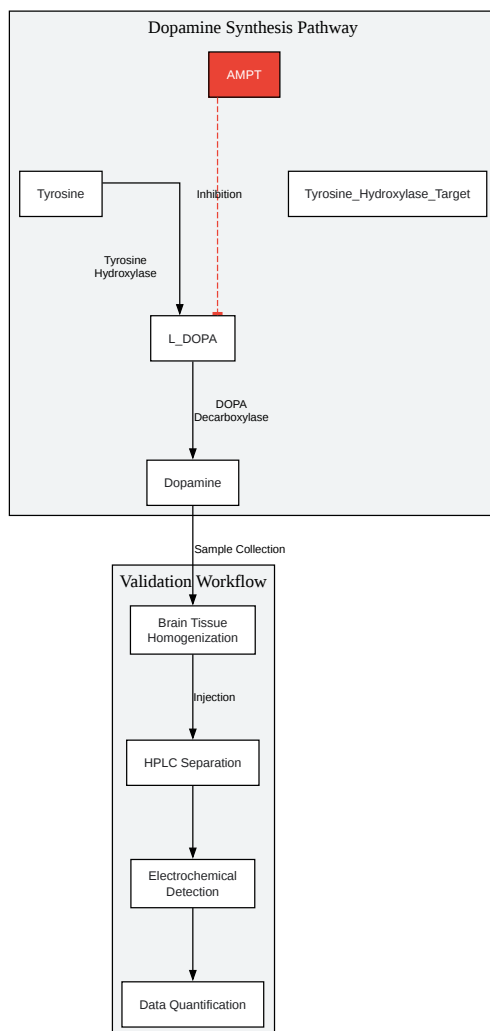 Dopamine Synthesis Pathway
AMPT
Tyrosine
Inhibition
Tyrosine_Hydroxylase_Target
Tyrosine
Hydroxylase
L_DOPA
DOPA
Decarboxylase
Dopamine
Sample Collection
Validation Workflow
Brain Tissue
Homogenization
Injection
HPLC Separation
Electrochemical
Detection
Data Quantification